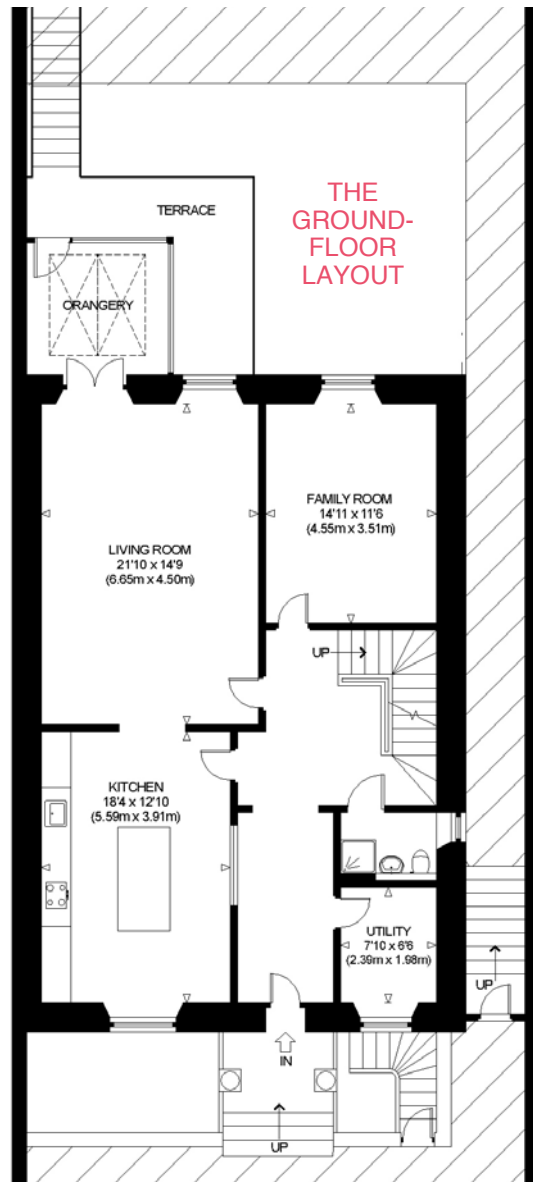 THE
GROUND-
FLOOR
LAYOUT
TERRACE
ORANGERY
FAMILY ROOM
14'11 x 11'6
(4.55m x 3.51m)
LIVING ROOM
21'10 x 14'9
(6.65m x 4.50m)
UP
KITCHEN
18'4 x 12'10
(5.59m x 3.91m)
UTILITY
7'10 x 6'6
(2.39m x 1.98m)
UP
IN
UP